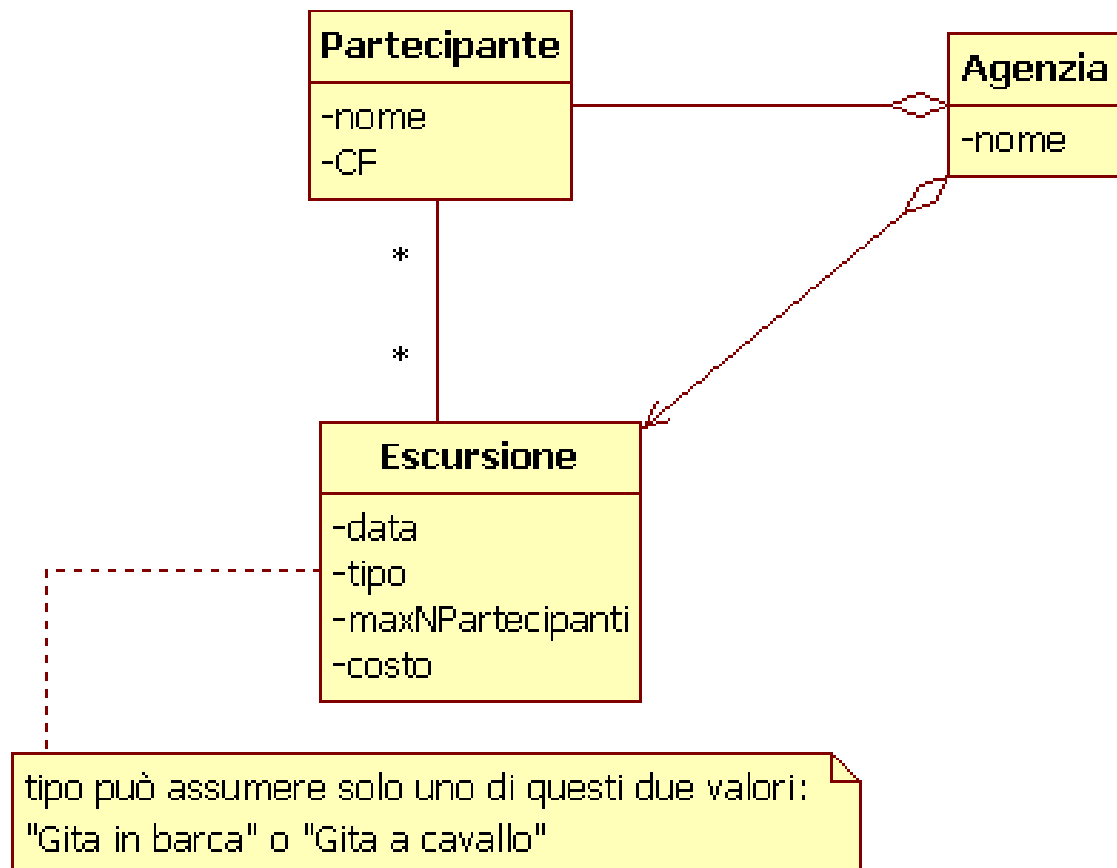 Partecipante
-nome
-CF
Agenzia
-nome
*
*
Escursione
-data
-tipo
-maxNPartecipanti
-costo
tipo può assumere solo uno di questi due valori:
"Gita in barca" o "Gita a cavallo"